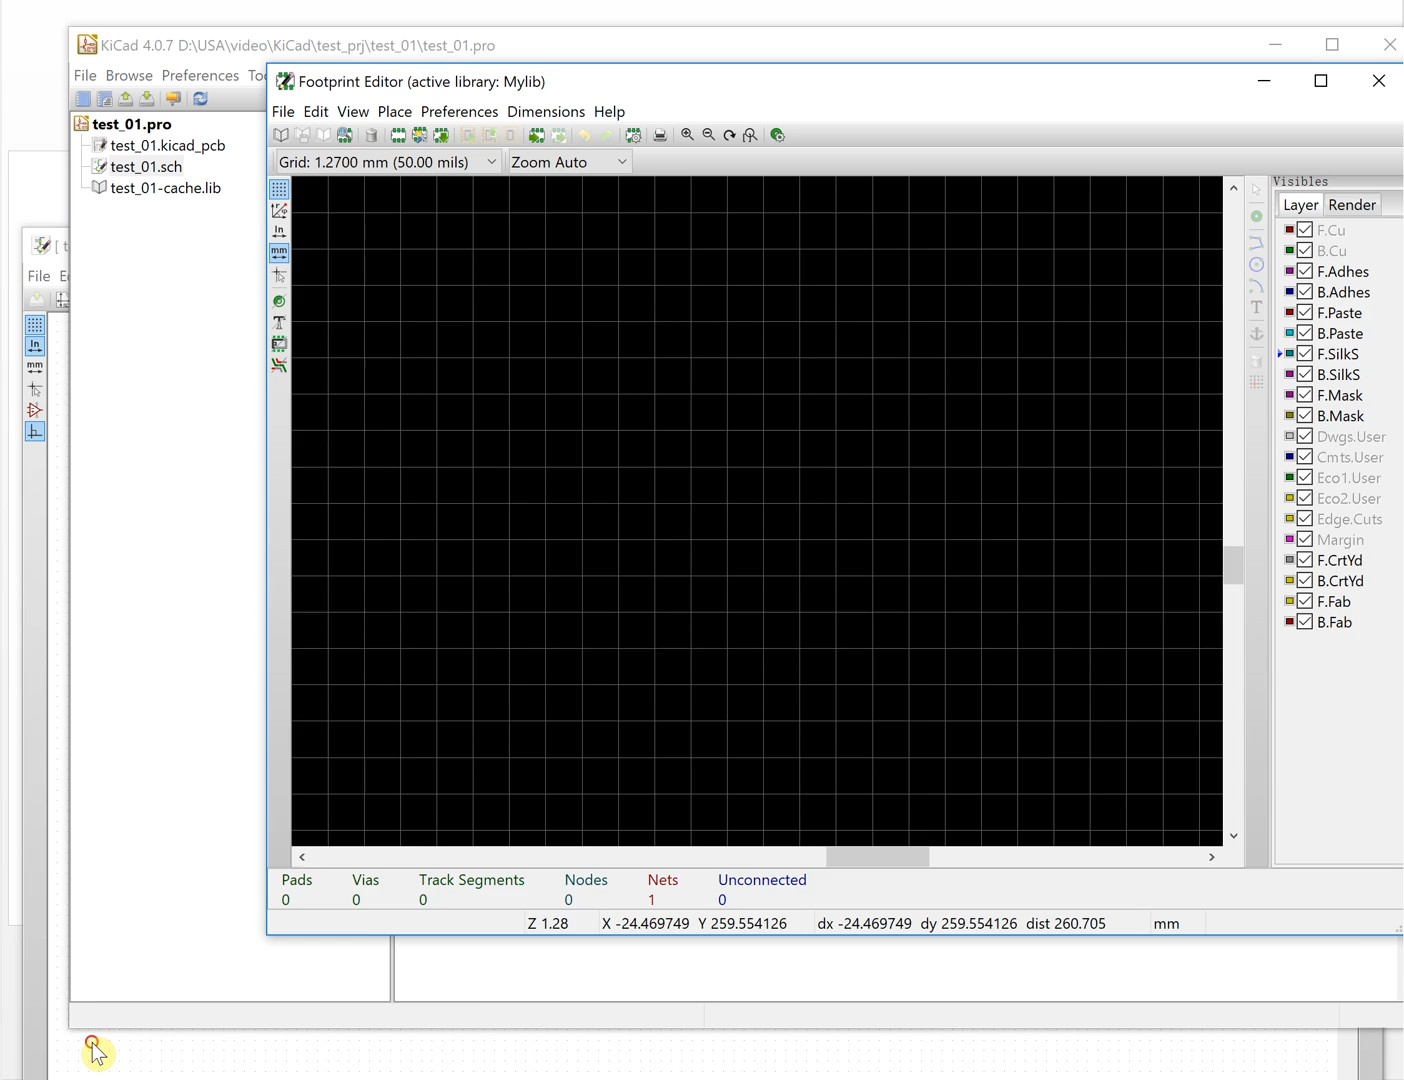 KiCad 4.0.7 D:\USA\video\KiCad\test_prj\test_01\test_01.pro
File Browse Preferences
Footprint Editor (active library: Mylib)
File Edit View Place Preferences Dimensions Help
test_01.pro
test_01.kicad_pcb
test_01.sch
test_01-cache.lib
Grid: 1.2700 mm (50.00 mils)
Zoom Auto
Visibles
Layer Render
F.Cu
B.Cu
F.Adhes
B.Adhes
F.Paste
B.Paste
F.SilkS
B.SilkS
F.Mask
B.Mask
Dwgs.User
Cmts.User
Eco1.User
Eco2.User
Edge.Cuts
Margin
F.CrtYd
B.CrtYd
F.Fab
B.Fab
In
mm
File
In
mm
Pads Vias Track Segments Nodes Nets Unconnected
0 0 0 0 1 0
Z 1.28 X -24.469749 Y 259.554126 dx -24.469749 dy 259.554126 dist 260.705 mm